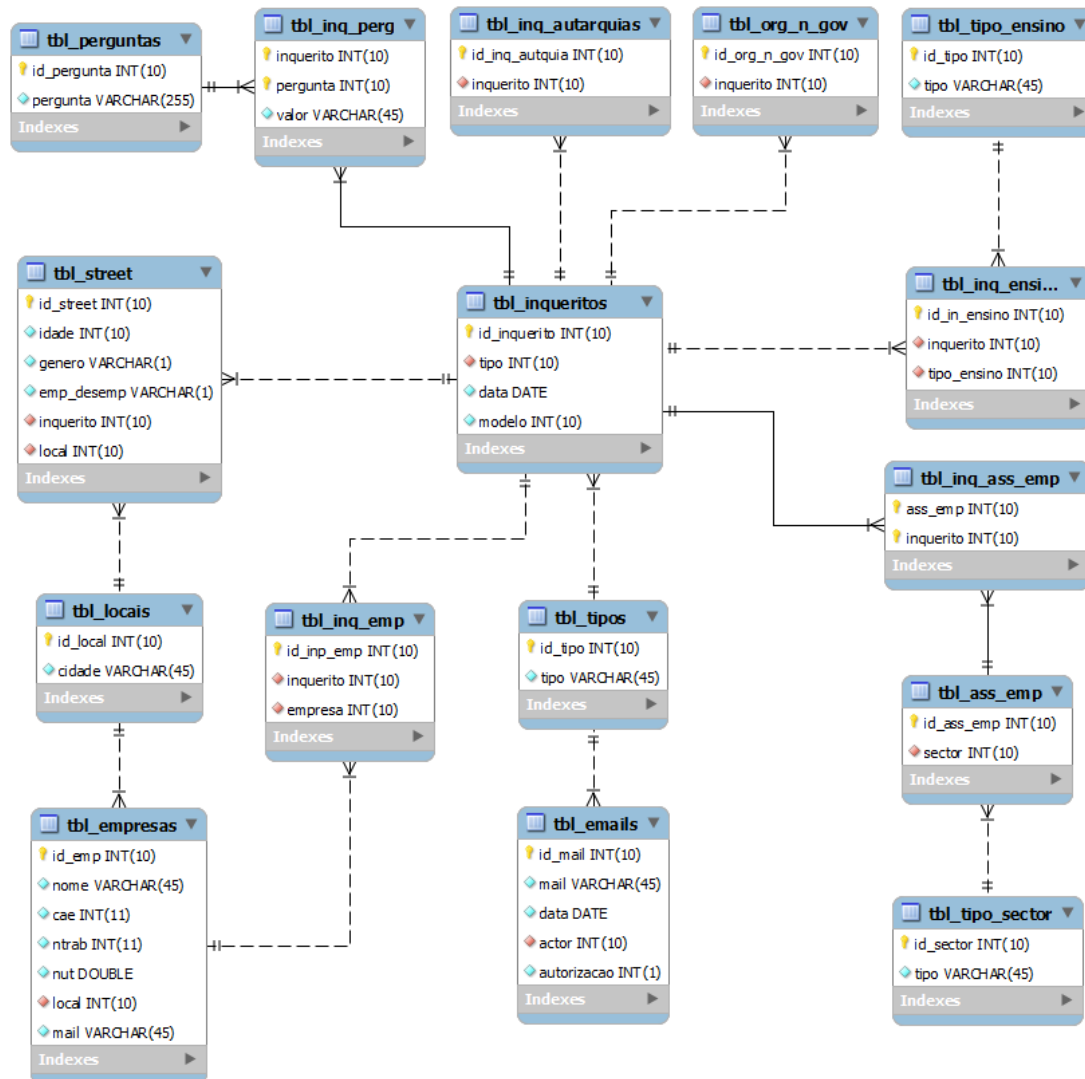 tbl_perguntas
id_pergunta INT(10)
pergunta VARCHAR(255)
Indexes
tbl_inq_perg
inquerito INT(10)
pergunta INT(10)
valor VARCHAR(45)
Indexes
tbl_inq_autarquias
id_inq_autquia INT(10)
inquerito INT(10)
Indexes
tbl_org_n_gov
id_org_n_gov INT(10)
inquerito INT(10)
Indexes
tbl_tipo_ensino
id_tipo INT(10)
tipo VARCHAR(45)
Indexes
tbl_street
id_street INT(10)
idade INT(10)
genero VARCHAR(1)
emp_desemp VARCHAR(1)
inquerito INT(10)
local INT(10)
Indexes
tbl_inqueritos
id_inquerito INT(10)
tipo INT(10)
data DATE
modelo INT(10)
Indexes
tbl_inq_ensi...
id_in_ensino INT(10)
inquerito INT(10)
tipo_ensino INT(10)
Indexes
tbl_inq_ass_emp
ass_emp INT(10)
inquerito INT(10)
Indexes
tbl_locais
id_local INT(10)
cidade VARCHAR(45)
Indexes
tbl_inq_emp
id_inp_emp INT(10)
inquerito INT(10)
empresa INT(10)
Indexes
tbl_tipos
id_tipo INT(10)
tipo VARCHAR(45)
Indexes
tbl_ass_emp
id_ass_emp INT(10)
sector INT(10)
Indexes
tbl_empresas
id_emp INT(10)
nome VARCHAR(45)
cae INT(11)
ntrab INT(11)
nut DOUBLE
local INT(10)
mail VARCHAR(45)
Indexes
tbl_emails
id_mail INT(10)
mail VARCHAR(45)
data DATE
actor INT(10)
autorizacao INT(1)
Indexes
tbl_tipo_sector
id_sector INT(10)
tipo VARCHAR(45)
Indexes